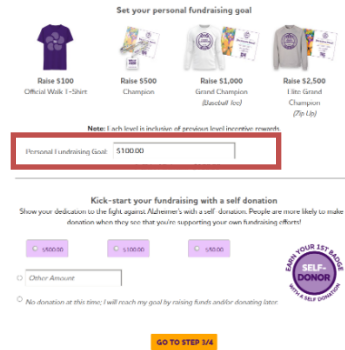 Set your personal fundraising goal
Raise $100
Official Walk T-Shirt
Raise $500
Champion
Raise $1,000
Grand Champion
(Baseball Tee)
Raise $2,500
Elite Grand
Champion
(Zip Up)
Note: Each level is inclusive of previous level incentive rewards
Personal Fundraising Goal: $100.00
Kick-start your fundraising with a self donation
Show your dedication to the fight against Alzheimer's with a self-donation. People are more likely to make
donation when they see that you're supporting your own fundraising efforts!
$100.00
$50.00
EARN YOUR 1ST BADGE
SELF-
DONOR
WITH A SELF DONATION
Other Amount
No donation at this time; I will reach my goal by raising funds and/or donating later
GO TO STEP 3/4